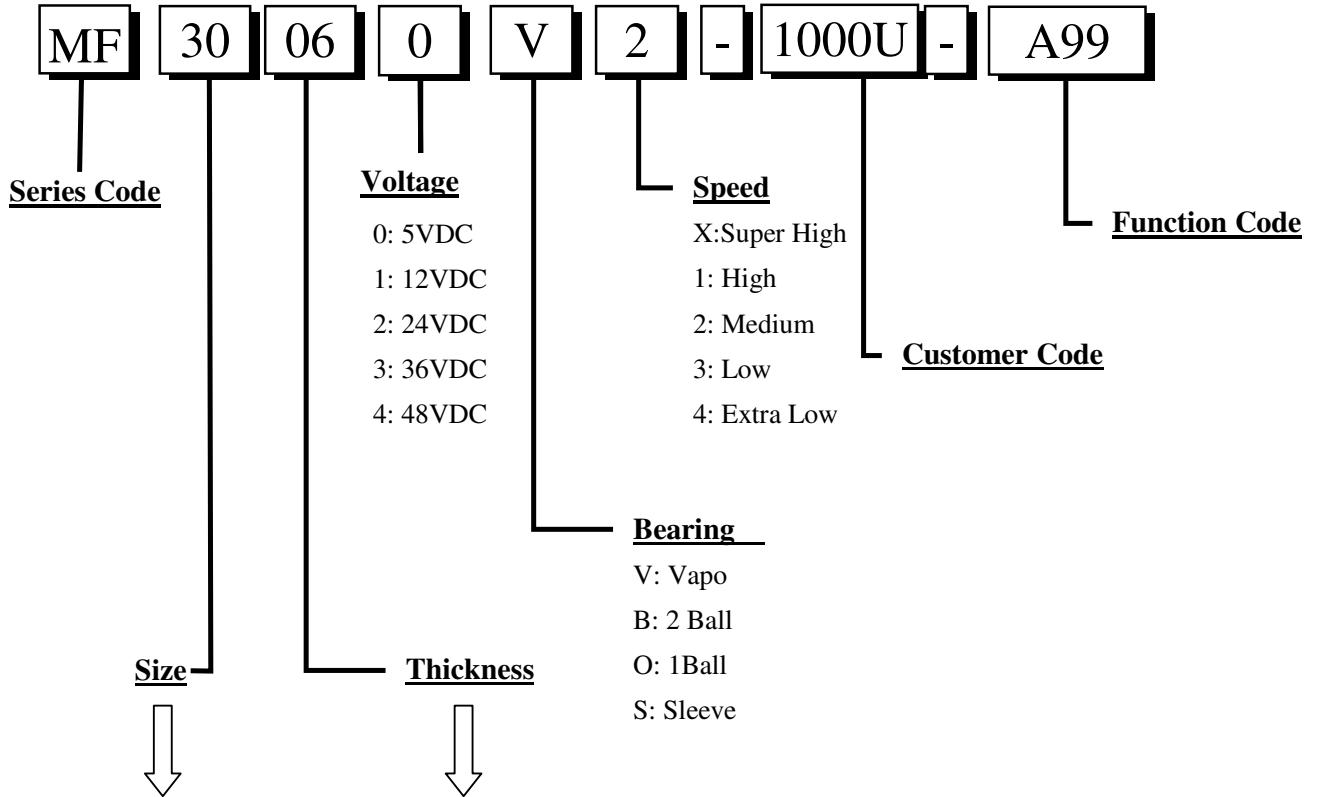 MF 30 06 0 V 2 - 1000U - A99
Series Code
Voltage
0: 5VDC
1: 12VDC
2: 24VDC
3: 36VDC
4: 48VDC
Speed
X:Super High
1: High
2: Medium
3: Low
4: Extra Low
Function Code
Customer Code
Bearing
V: Vapo
B: 2 Ball
O: 1Ball
S: Sleeve
Size
Thickness